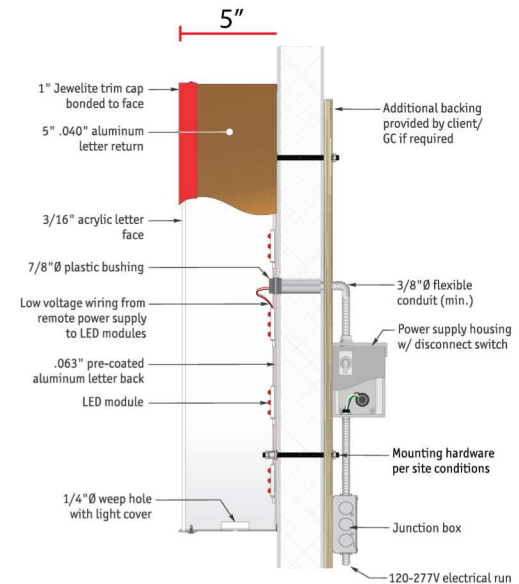 5”
1" Jewelite trim cap
bonded to face
5" .040" aluminum
letter return
3/16" acrylic letter
face
7/8"Ø plastic bushing
Low voltage wiring from
remote power supply
to LED modules
.063" pre-coated
aluminum letter back
LED module
1/4"Ø weep hole
with light cover
Additional backing
provided by client/
GC if required
3/8"Ø flexible
conduit (min.)
Power supply housing
w/ disconnect switch
Mounting hardware
per site conditions
Junction box
120-277V electrical run